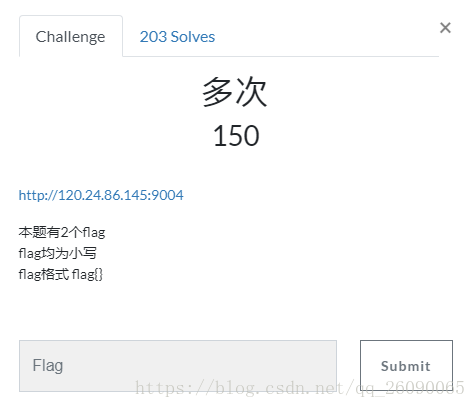 Challenge 203 Solves ×
多次
150
http://120.24.86.145:9004
本题有2个flag
flag均为小写
flag格式 flag{}
Flag Submit
https://blog.csdn.net/qq_26090065